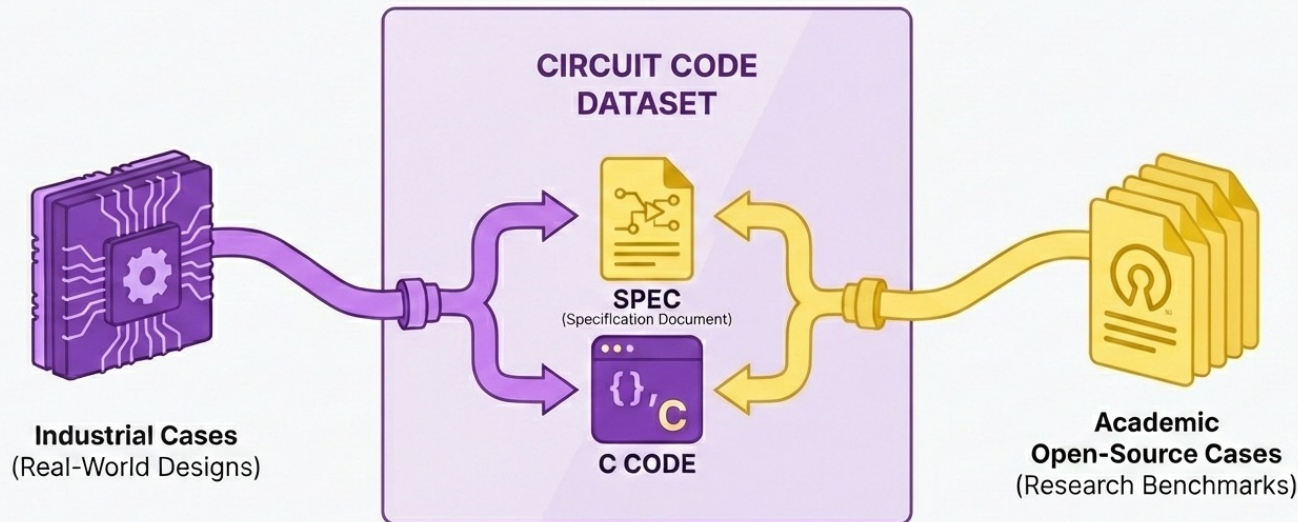 CIRCUIT CODE
DATASET
SPEC
(Specification Document)
{}, C
C CODE
Industrial Cases
(Real-World Designs)
Academic
Open-Source Cases
(Research Benchmarks)